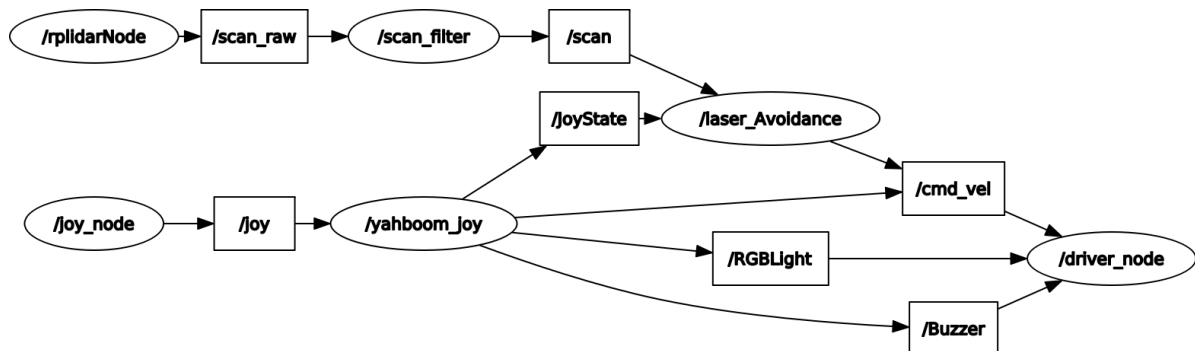 /rplidarNode
/scan_raw
/scan_filter
/scan
/JoyState
/laser_Avoidance
/cmd_vel
/joy_node
/joy
/yahboom_joy
/RGBLight
/driver_node
/Buzzer